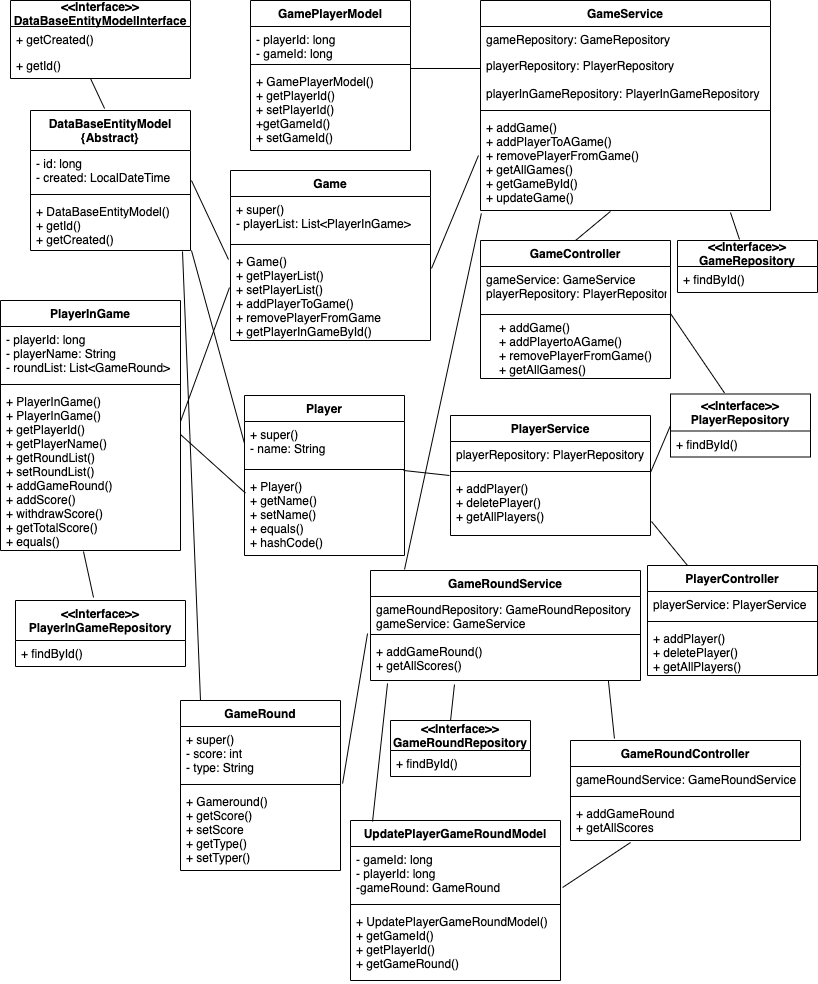 <<Interface>>
DataBaseEntityModelInterface
+ getCreated()
+ getId()
GamePlayerModel
- playerId: long
- gameId: long
+ GamePlayerModel()
+ getPlayerId()
+ setPlayerId()
+getGameId()
+ setGameId()
GameService
gameRepository: GameRepository
playerRepository: PlayerRepository
playerInGameRepository: PlayerInGameRepository
+ addGame()
+ addPlayerToAGame()
+ removePlayerFromGame()
+ getAllGames()
+ getGameById()
+ updateGame()
DataBaseEntityModel
{Abstract}
- id: long
- created: LocalDateTime
+ DataBaseEntityModel()
+ getId()
+ getCreated()
Game
+ super()
- playerList: List<PlayerInGame>
+ Game()
+ getPlayerList()
+ setPlayerList()
+ addPlayerToGame()
+ removePlayerFromGame
+ getPlayerInGameById()
GameController
gameService: GameService
playerRepository: PlayerRepositor
+ addGame()
+ addPlayertoAGame()
+ removePlayerFromGame()
+ getAllGames()
<<Interface>>
GameRepository
+ findById()
PlayerInGame
- playerId: long
- playerName: String
- roundList: List<GameRound>
+ PlayerInGame()
+ PlayerInGame()
+ getPlayerId()
+ getPlayerName()
+ getRoundList()
+ setRoundList()
+ addGameRound()
+ addScore()
+ withdrawScore()
+ getTotalScore()
+ equals()
Player
+ super()
- name: String
+ Player()
+ getName()
+ setName()
+ equals()
+ hashCode()
PlayerService
playerRepository: PlayerRepository
+ addPlayer()
+ deletePlayer()
+ getAllPlayers()
<<Interface>>
PlayerRepository
+ findById()
<<Interface>>
PlayerInGameRepository
+ findById()
GameRoundService
gameRoundRepository: GameRoundRepository
gameService: GameService
+ addGameRound()
+ getAllScores()
PlayerController
playerService: PlayerService
+ addPlayer()
+ deletePlayer()
+ getAllPlayers()
GameRound
+ super()
- score: int
- type: String
+ Gameround()
+ getScore()
+ setScore
+ getType()
+ setTyper()
<<Interface>>
GameRoundRepository
+ findById()
GameRoundController
gameRoundService: GameRoundService
+ addGameRound
+ getAllScores
UpdatePlayerGameRoundModel
- gameId: long
- playerId: long
-gameRound: GameRound
+ UpdatePlayerGameRoundModel()
+ getGameId()
+ getPlayerId()
+ getGameRound()